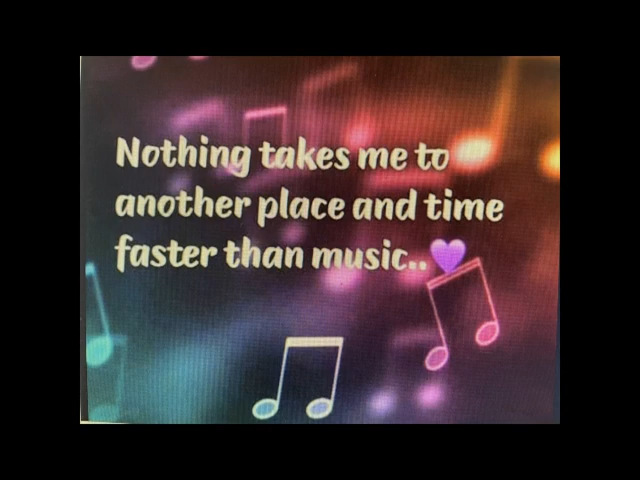 Nothing takes me to
another place and time
faster than music..💜